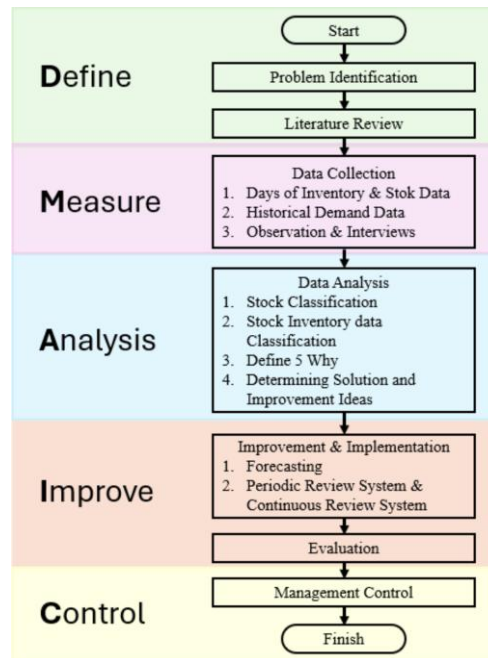 Start
Define
Problem Identification
Literature Review
Measure
Data Collection
1. Days of Inventory & Stok Data
2. Historical Demand Data
3. Observation & Interviews
Analysis
Data Analysis
1. Stock Classification
2. Stock Inventory data
Classification
3. Define 5 Why
4. Determining Solution and
Improvement Ideas
Improve
Improvement & Implementation
1. Forecasting
2. Periodic Review System &
Continuous Review System
Evaluation
Control
Management Control
Finish